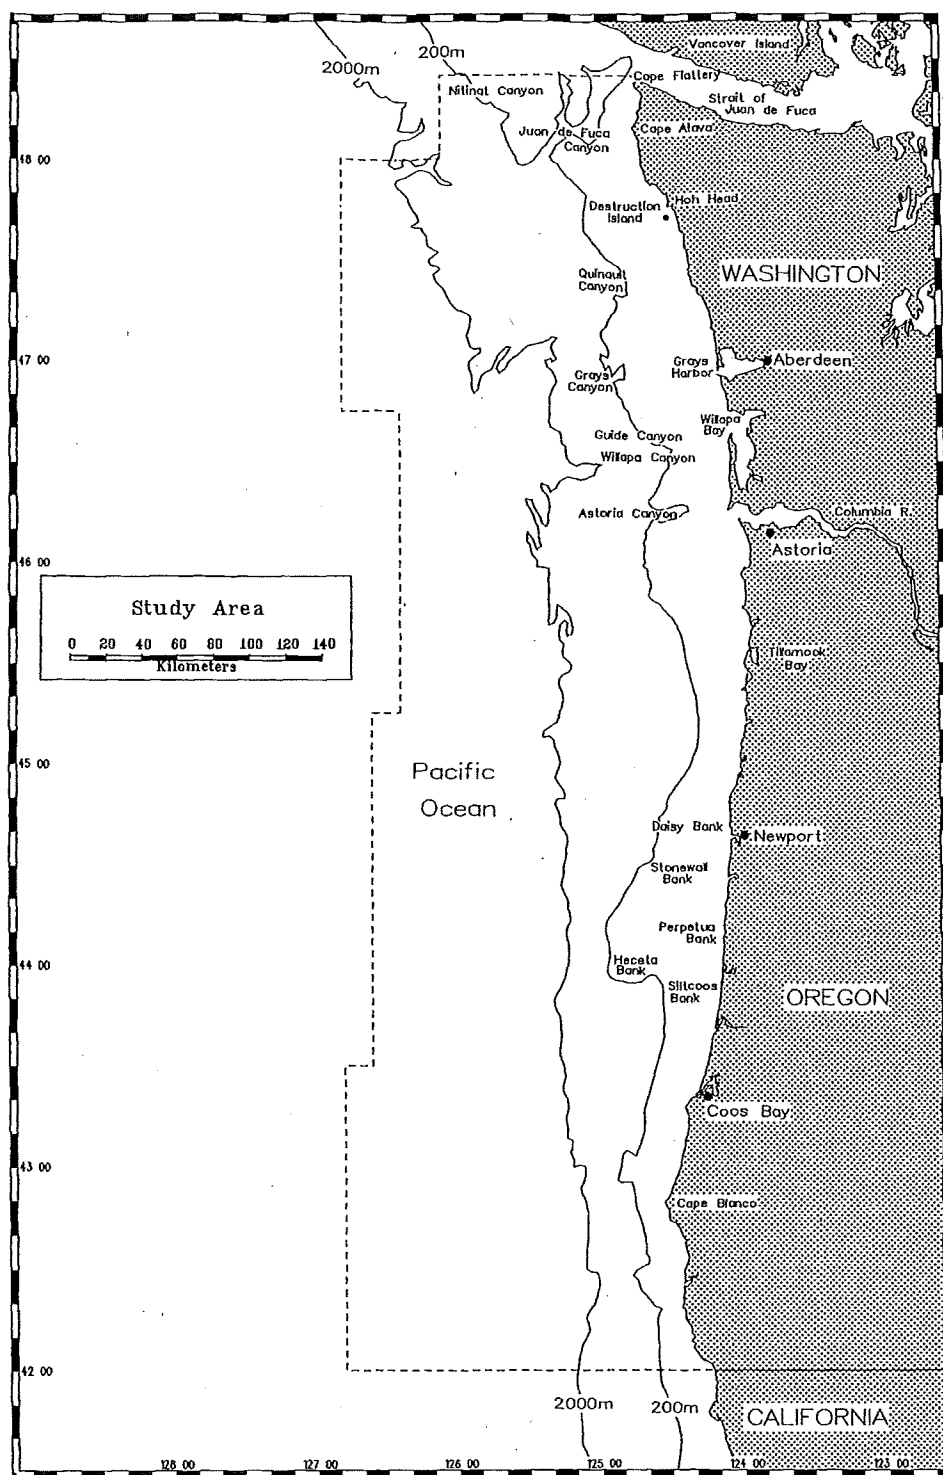 Vancover Island
200m
2000m
Cape Flattery
Nitinat Canyon
Strait of
Juan de Fuca
Cape Alava
Juan de Fuca
Canyon
48 00
Hoh Head
Destruction
Island
WASHINGTON
Quinault
Canyon
47 00
Aberdeen
Grays
Harbor
Grays
Canyon
Willapa
Bay
Guide Canyon
Willapa Canyon
Astoria Canyon
Columbia R.
Astoria
46 00
Study Area
0 20 40 60 80 100 120 140
Kilometers
Tillamook
Bay
45 00
Pacific
Ocean
Daisy Bank
Newport
Stonewall
Bank
Perpetua
Bank
44 00
Heceta
Bank
Siltcoos
Bank
OREGON
Coos Bay
43 00
Cape Blanco
42 00
2000m
200m
CALIFORNIA
128 00
127 00
126 00
125 00
124 00
123 00